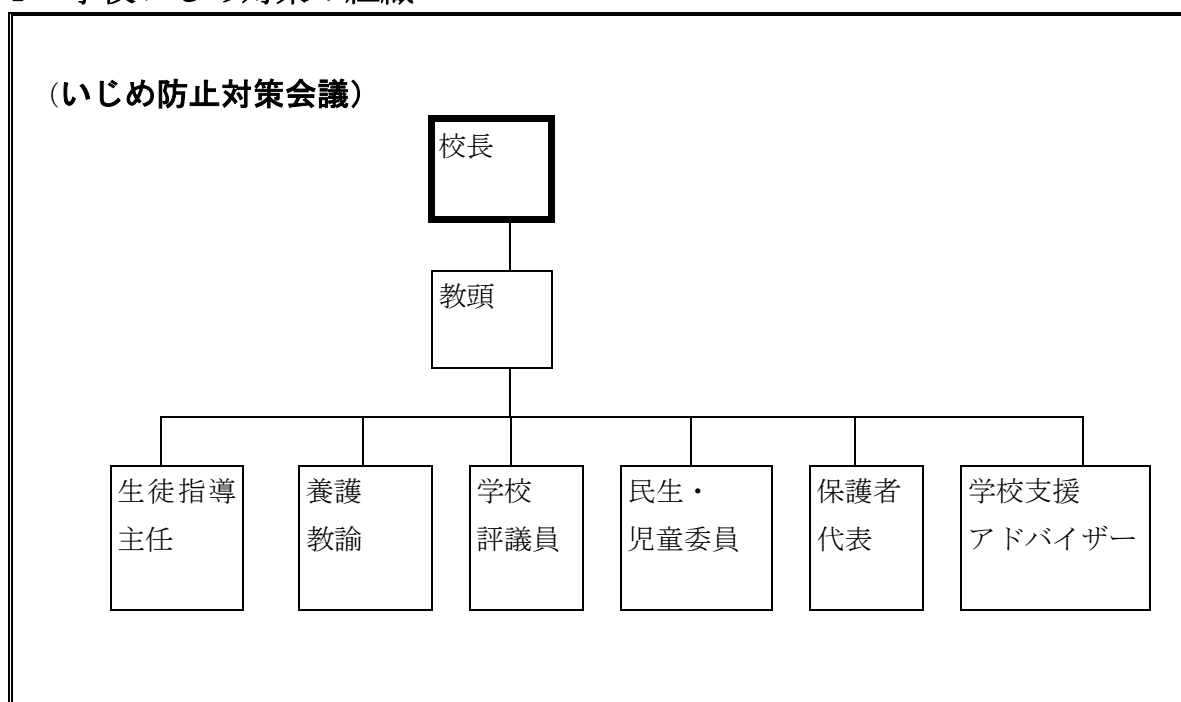 (いじめ防止対策会議)
校長
教頭
生徒指導
主任
養護
教諭
学校
評議員
民生・
児童委員
保護者
代表
学校支援
アドバイザー